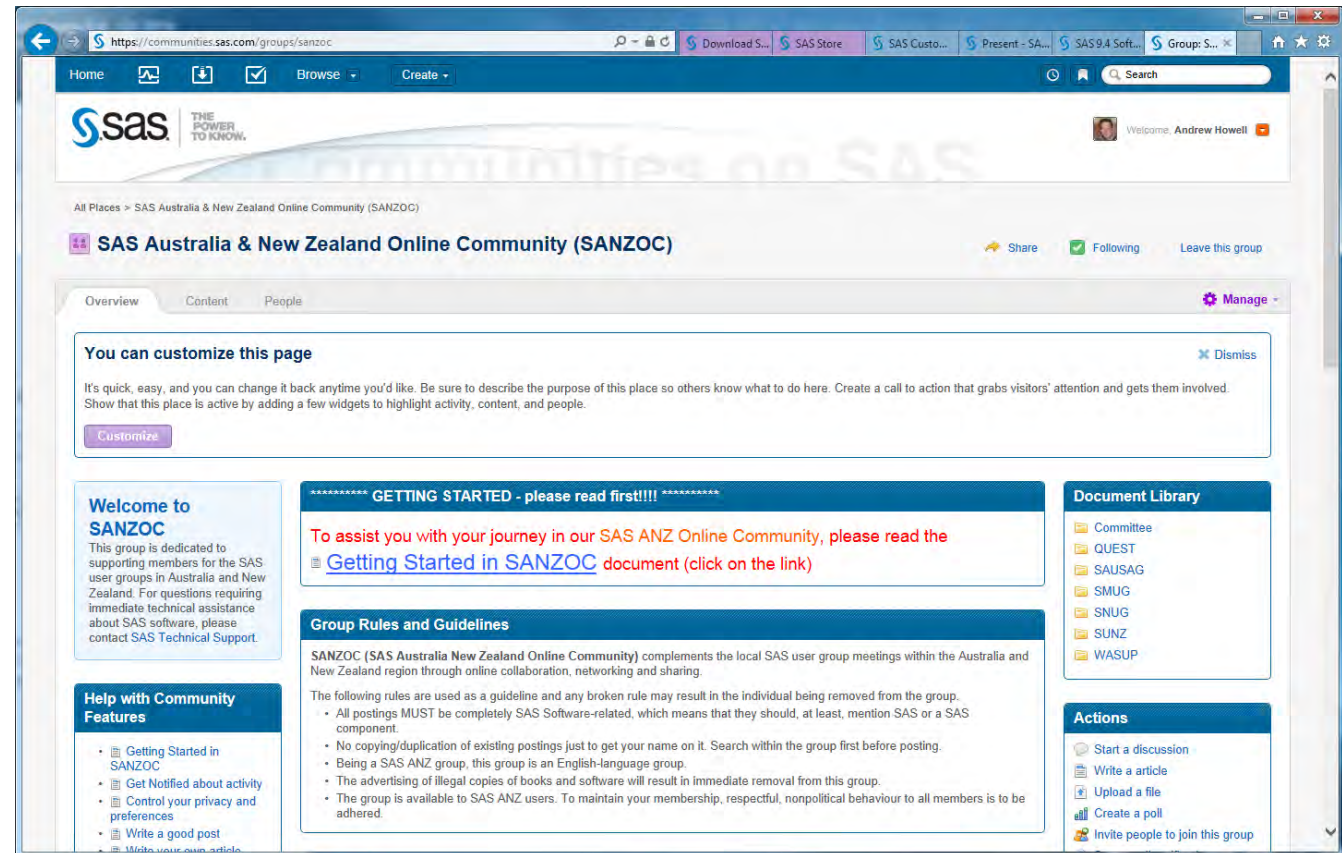 https://communities.sas.com/groups/sanzoc
Download S...
SAS Store
SAS Custo...
Present - SA...
SAS 9.4 Soft...
Group: S...
Home
Browse
Create
Search
sas
THE
POWER
TO KNOW.
Communities on SAS
Welcome, Andrew Howell
All Places > SAS Australia & New Zealand Online Community (SANZOC)
SAS Australia & New Zealand Online Community (SANZOC)
Share
Following
Leave this group
Overview
Content
People
Manage
You can customize this page
Dismiss
It's quick, easy, and you can change it back anytime you'd like. Be sure to describe the purpose of this place so others know what to do here. Create a call to action that grabs visitors' attention and gets them involved.
Show that this place is active by adding a few widgets to highlight activity, content, and people.
Customize
Welcome to
SANZOC
This group is dedicated to
supporting members for the SAS
user groups in Australia and New
Zealand. For questions requiring
immediate technical assistance
about SAS software, please
contact SAS Technical Support.
Help with Community
Features
Getting Started in
SANZOC
Get Notified about activity
Control your privacy and
preferences
Write a good post
Write your own article
********** GETTING STARTED - please read first!!!! **********
To assist you with your journey in our SAS ANZ Online Community, please read the
Getting Started in SANZOC document (click on the link)
Group Rules and Guidelines
SANZOC (SAS Australia New Zealand Online Community) complements the local SAS user group meetings within the Australia and
New Zealand region through online collaboration, networking and sharing.
The following rules are used as a guideline and any broken rule may result in the individual being removed from the group.
• All postings MUST be completely SAS Software-related, which means that they should, at least, mention SAS or a SAS
component.
• No copying/duplication of existing postings just to get your name on it. Search within the group first before posting.
• Being a SAS ANZ group, this group is an English-language group.
• The advertising of illegal copies of books and software will result in immediate removal from this group.
• The group is available to SAS ANZ users. To maintain your membership, respectful, nonpolitical behaviour to all members is to be
adhered.
Document Library
Committee
QUEST
SAUSAG
SMUG
SNUG
SUNZ
WASUP
Actions
Start a discussion
Write a article
Upload a file
Create a poll
Invite people to join this group